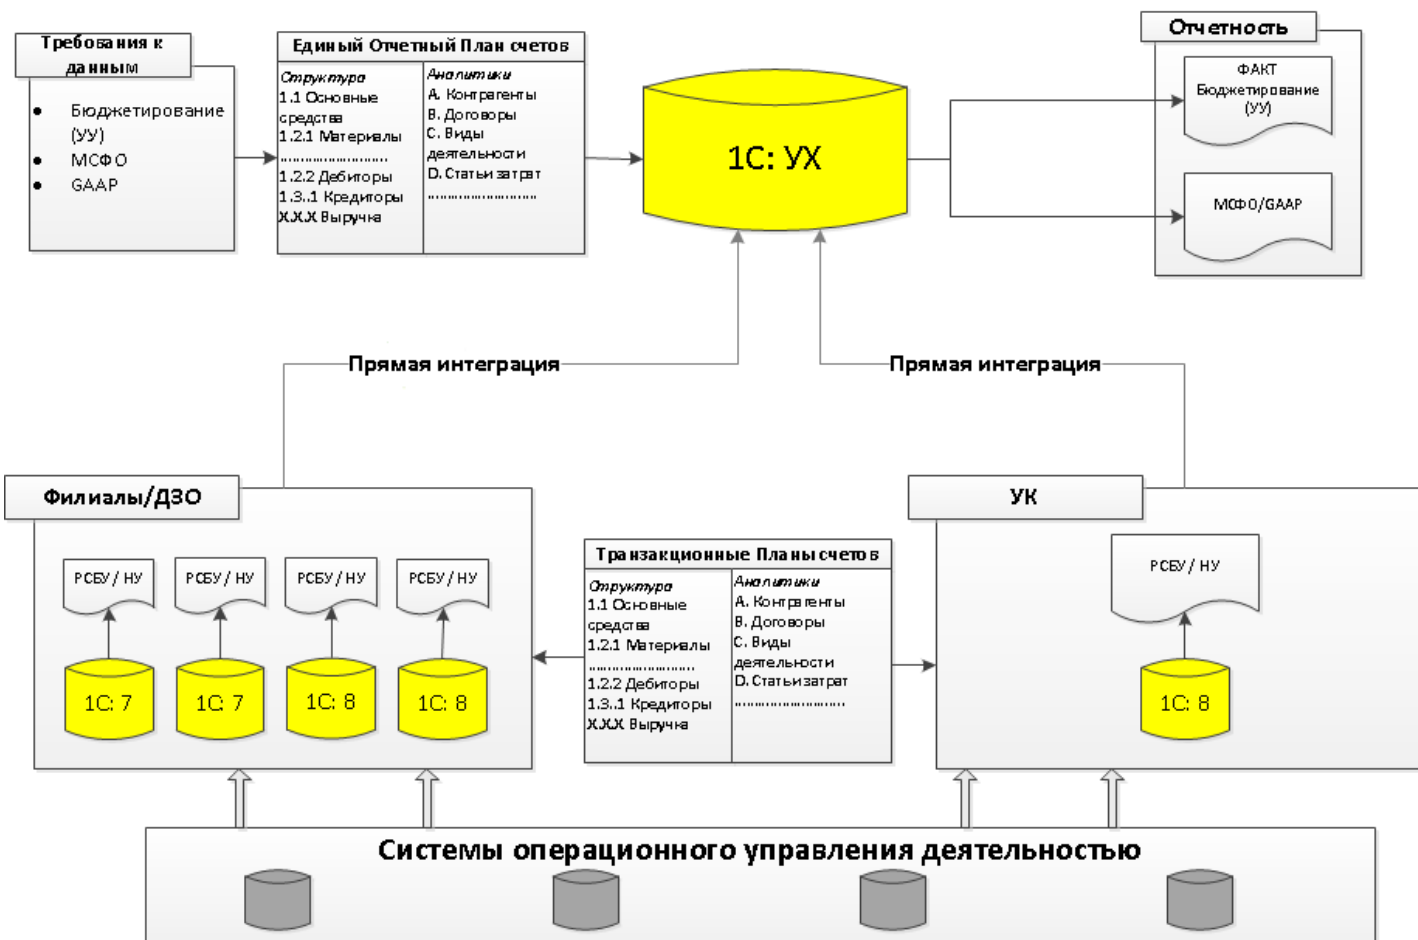 Требования к
данным
Бюджетирование
(УУ)
МСФО
GAAP
Единый Отчетный План счетов
Структура
1.1 Основные
средства
1.2.1 Материалы
...........................
1.2.2 Дебиторы
1.3..1 Кредиторы
Х.Х.Х Выручка
Аналитики
А. Контрагенты
В. Договоры
С. Виды
деятельности
D. Статьи затрат
...........................
1С: УХ
Отчетность
ФАКТ
Бюджетирование
(УУ)
МСФО/GAAP
Прямая интеграция
Прямая интеграция
Филиалы/ДЗО
РСБУ / НУ
РСБУ / НУ
РСБУ / НУ
РСБУ / НУ
1С: 7
1С: 7
1С: 8
1С: 8
Транзакционные Планы счетов
Структура
1.1 Основные
средства
1.2.1 Материалы
..........................
1.2.2 Дебиторы
1.3..1 Кредиторы
Х.Х.Х Выручка
Аналитики
А. Контрагенты
В. Договоры
С. Виды
деятельности
D. Статьи затрат
...........................
УК
РСБУ / НУ
1С: 8
Системы операционного управления деятельностью